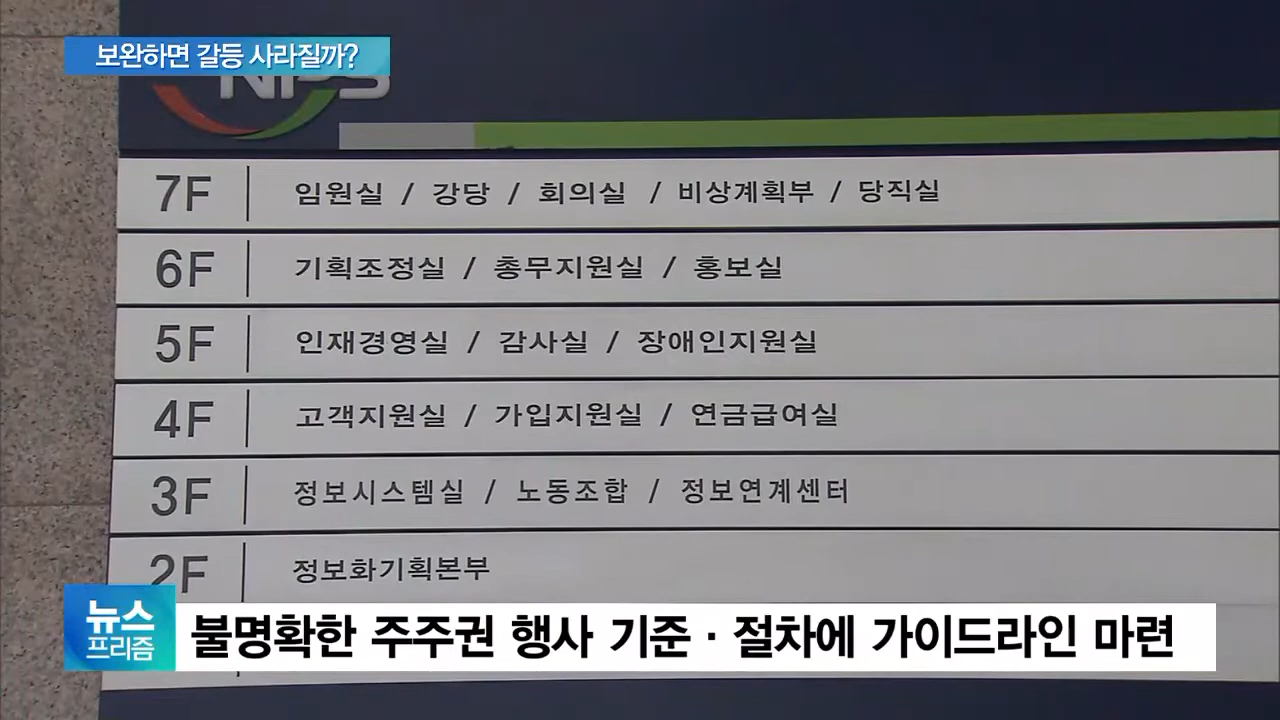 보완하면 갈등 사라질까?
NPS
7F 임원실 / 강당 / 회의실 / 비상계획부 / 당직실
6F 기획조정실 / 총무지원실 / 홍보실
5F 인재경영실 / 감사실 / 장애인지원실
4F 고객지원실 / 가입지원실 / 연금급여실
3F 정보시스템실 / 노동조합 / 정보연계센터
2F 정보화기획본부
뉴스
프리즘
불명확한 주주권 행사 기준·절차에 가이드라인 마련